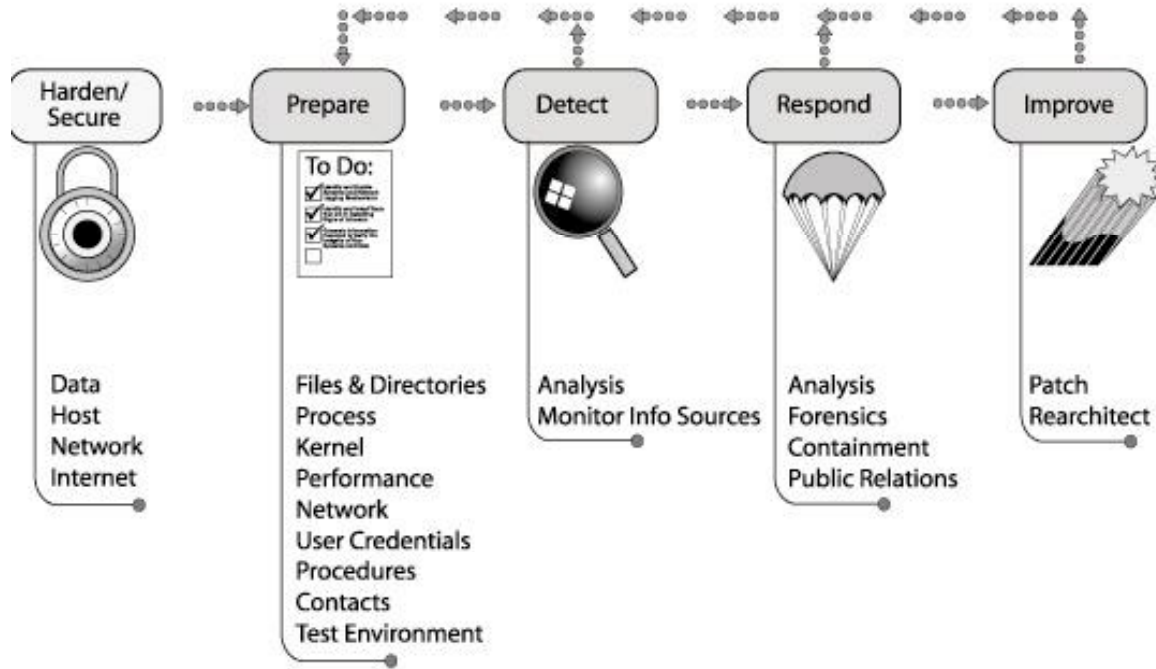 Harden/
Secure
Prepare
Detect
Respond
Improve
To Do:
Data
Host
Network
Internet
Files & Directories
Process
Kernel
Performance
Network
User Credentials
Procedures
Contacts
Test Environment
Analysis
Monitor Info Sources
Analysis
Forensics
Containment
Public Relations
Patch
Rearchitect